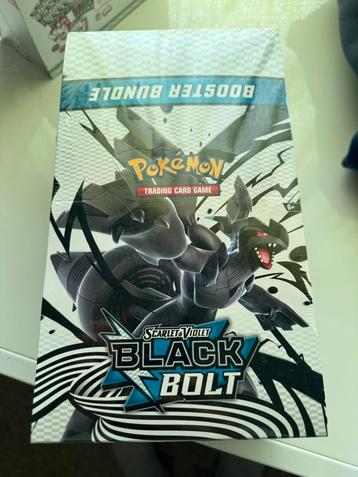 BOOSTER BUNDLE
POKÉMON
TRADING CARD GAME
6+
SCARLET & VIOLET
BLACK
BOLT